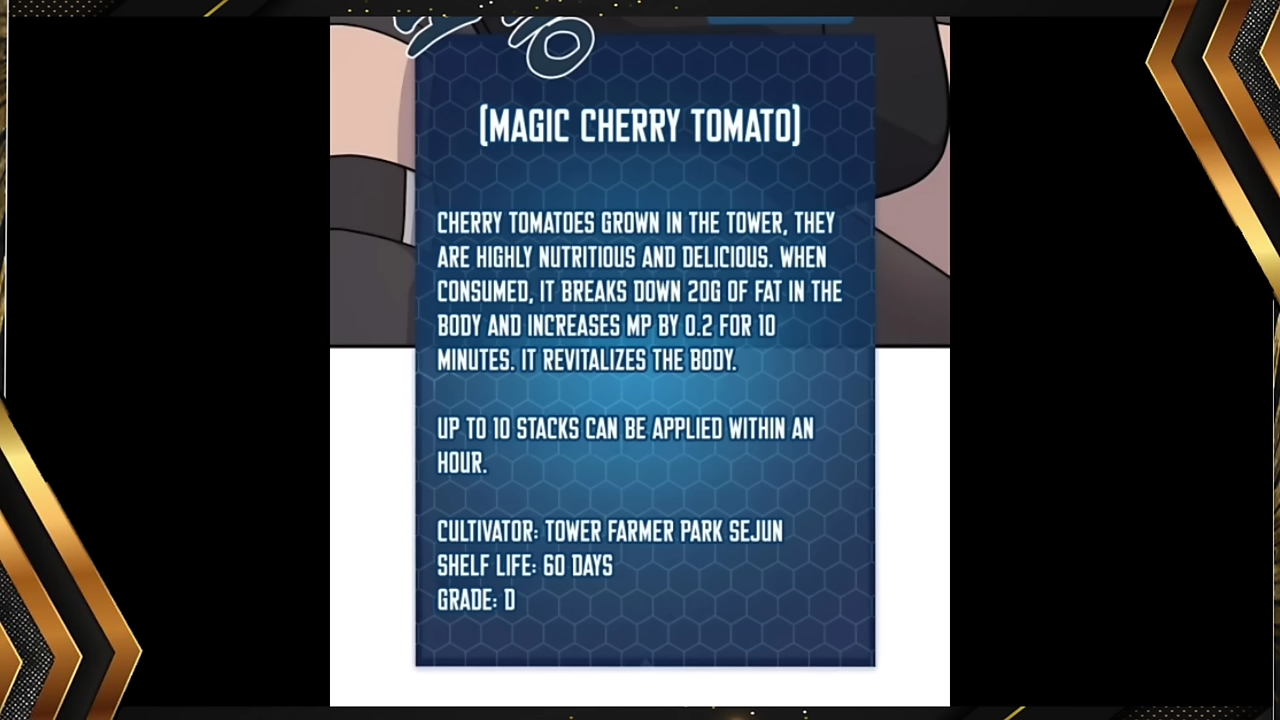 [MAGIC CHERRY TOMATO]
CHERRY TOMATOES GROWN IN THE TOWER, THEY
ARE HIGHLY NUTRITIOUS AND DELICIOUS. WHEN
CONSUMED, IT BREAKS DOWN 20G OF FAT IN THE
BODY AND INCREASES MP BY 0.2 FOR 10
MINUTES. IT REVITALIZES THE BODY.
UP TO 10 STACKS CAN BE APPLIED WITHIN AN
HOUR.
CULTIVATOR: TOWER FARMER PARK SEJUN
SHELF LIFE: 60 DAYS
GRADE: D